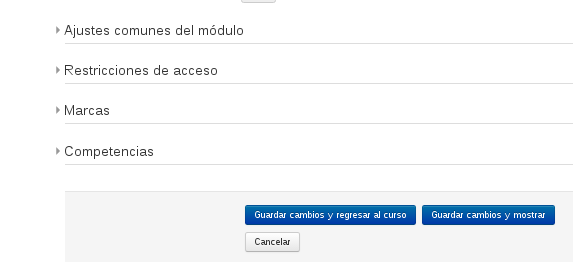 Ajustes comunes del módulo
Restricciones de acceso
Marcas
Competencias
Guardar cambios y regresar al curso Guardar cambios y mostrar
Cancelar